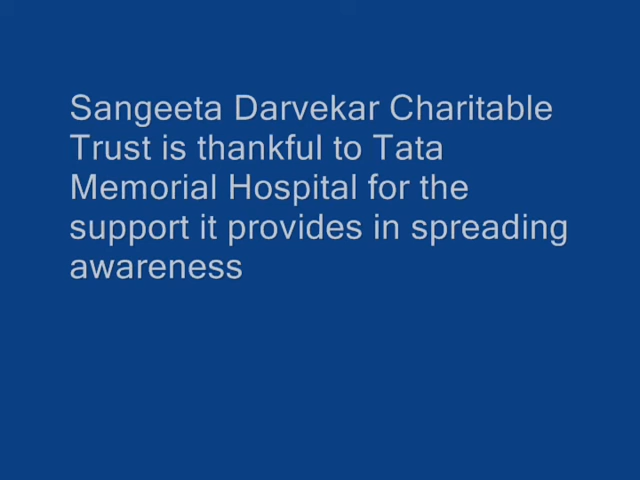 Sangeeta Darvekar Charitable
Trust is thankful to Tata
Memorial Hospital for the
support it provides in spreading
awareness